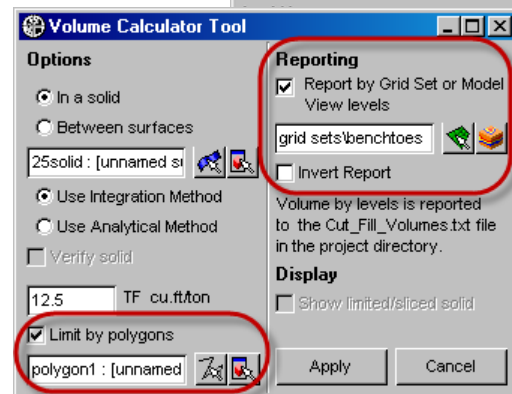 Volume Calculator Tool
Options
In a solid
Between surfaces
25solid : [unnamed su
Use Integration Method
Use Analytical Method
Verify solid
12.5 TF cu.ft/ton
Limit by polygons
polygon1 : [unnamed
Reporting
Report by Grid Set or Model
View levels
grid sets\benchtoes
Invert Report
Volume by levels is reported
to the Cut_Fill_Volumes.txt file
in the project directory.
Display
Show limited/sliced solid
Apply
Cancel